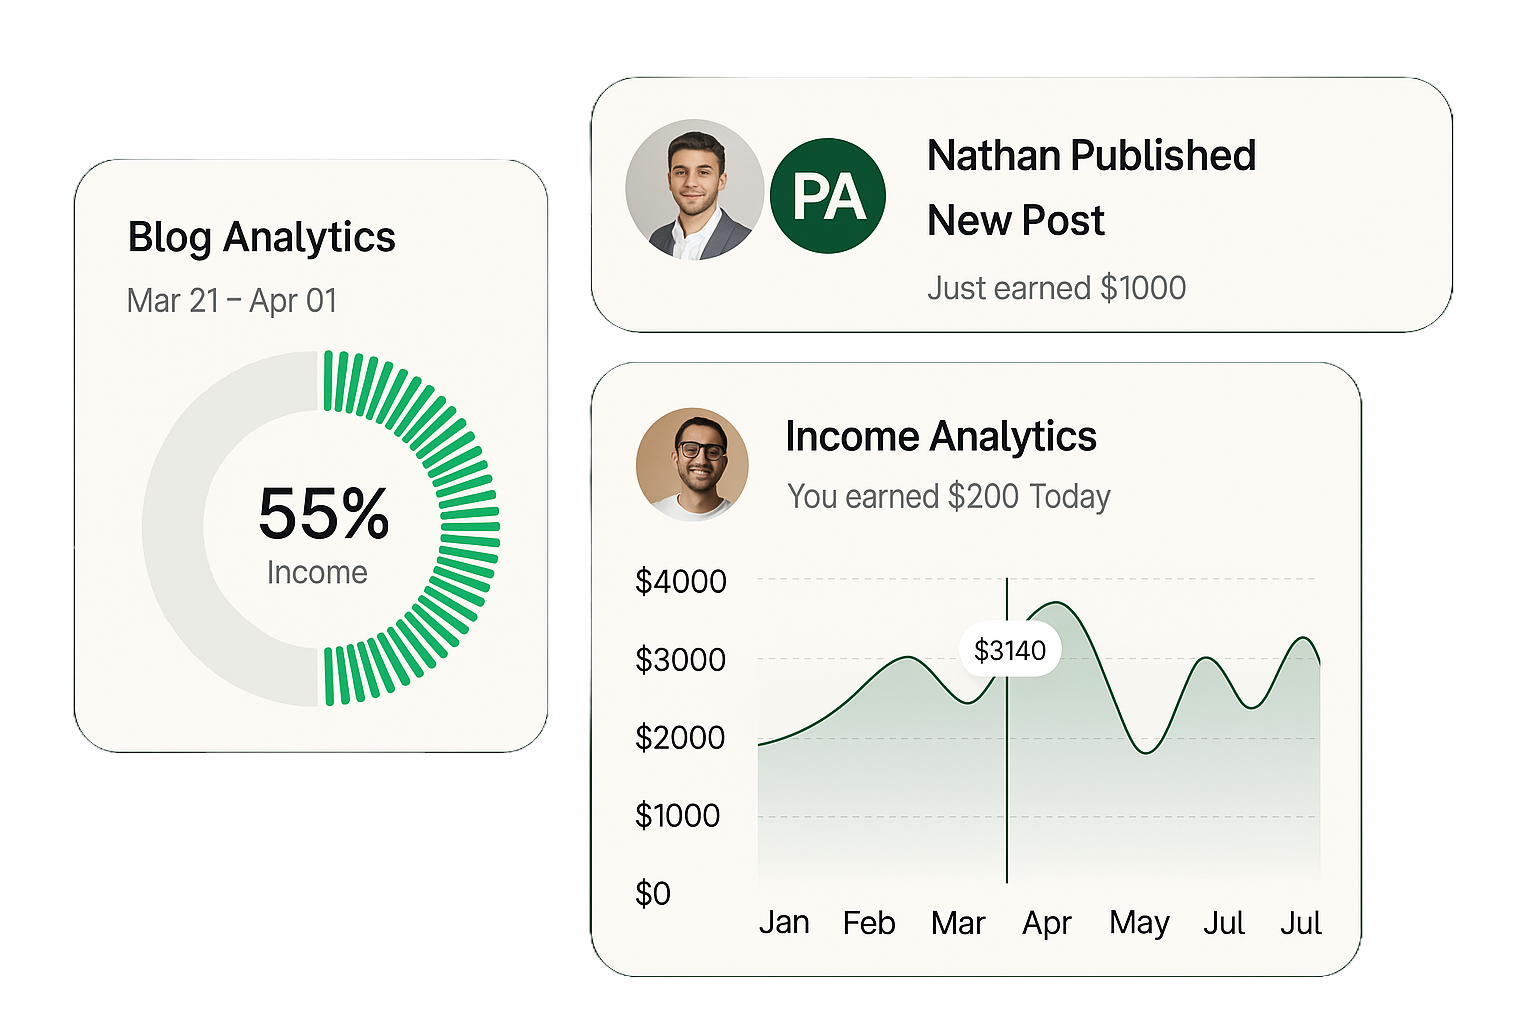 Blog Analytics
Mar 21 – Apr 01
55%
Income
PA
Nathan Published
New Post
Just earned $1000
Income Analytics
You earned $200 Today
$4000
$3000
$2000
$1000
$0
$3140
Jan Feb Mar Apr May Jul Jul